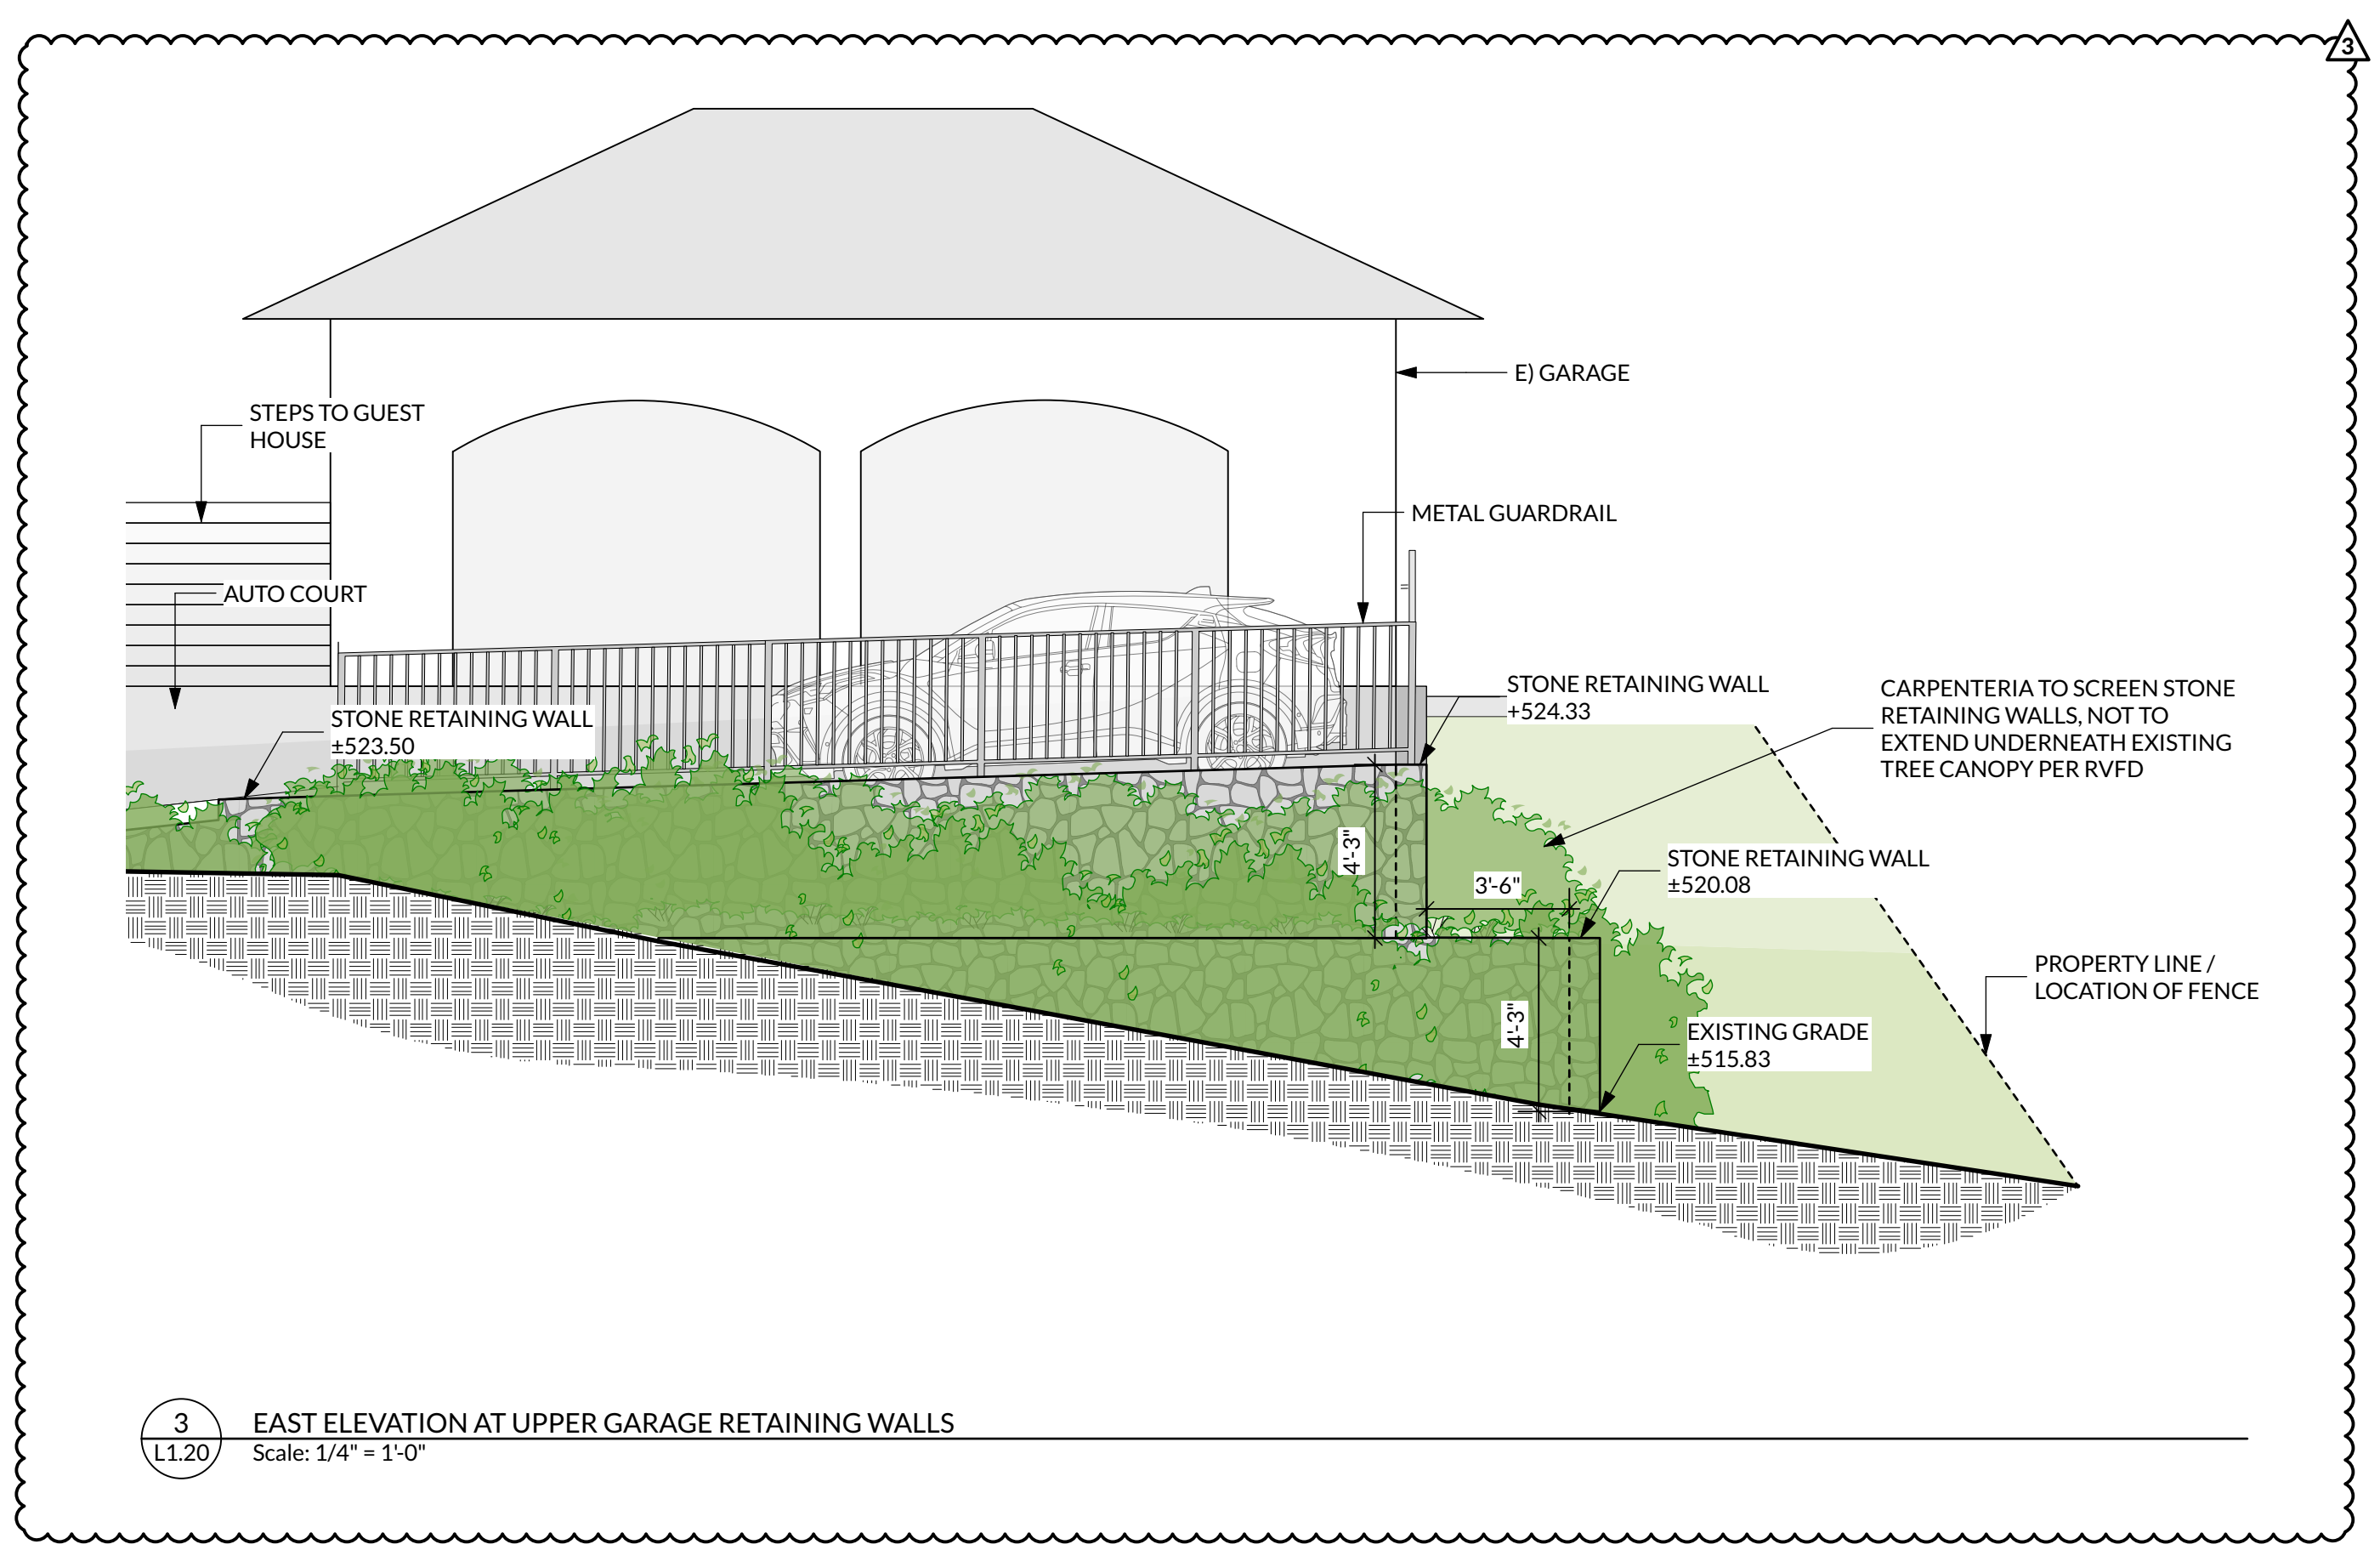 3
E) GARAGE
STEPS TO GUEST
HOUSE
METAL GUARDRAIL
AUTO COURT
STONE RETAINING WALL
±523.50
STONE RETAINING WALL
+524.33
CARPENTERIA TO SCREEN STONE
RETAINING WALLS, NOT TO
EXTEND UNDERNEATH EXISTING
TREE CANOPY PER RVFD
4'-3"
3'-6"
STONE RETAINING WALL
±520.08
PROPERTY LINE /
LOCATION OF FENCE
4'-3"
EXISTING GRADE
±515.83
3
L1.20
EAST ELEVATION AT UPPER GARAGE RETAINING WALLS
Scale: 1/4" = 1'-0"